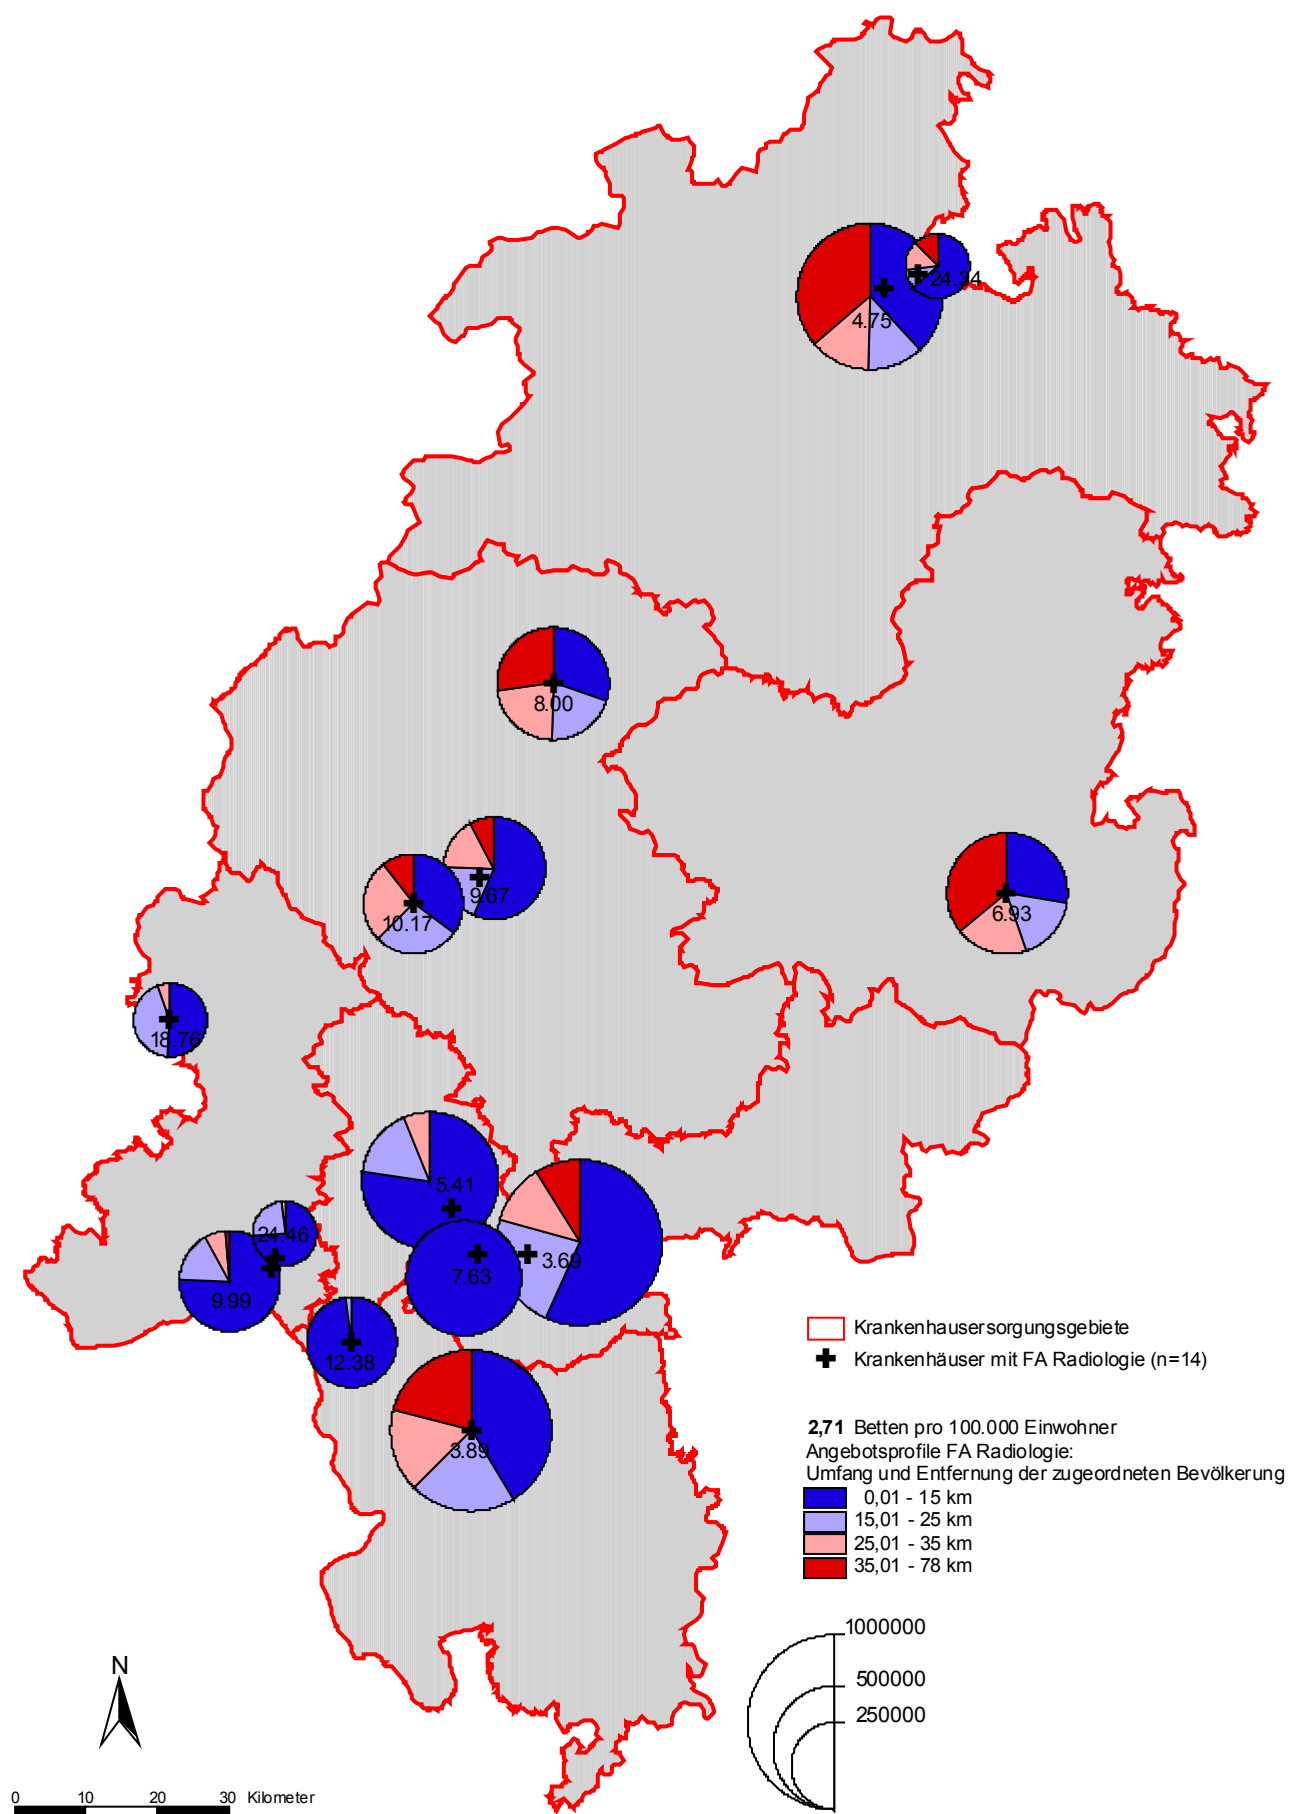 24.34
4.75
8.00
9.67
10.17
6.93
18.76
5.41
24.46
3.69
7.63
9.99
12.38
3.89
Krankenhausersorgungsgebiete
Krankenhäuser mit FA Radiologie (n=14)
2,71 Betten pro 100.000 Einwohner
Angebotsprofile FA Radiologie:
Umfang und Entfernung der zugeordneten Bevölkerung
0,01 - 15 km
15,01 - 25 km
25,01 - 35 km
35,01 - 78 km
1000000
500000
250000
N
0 10 20 30 Kilometer